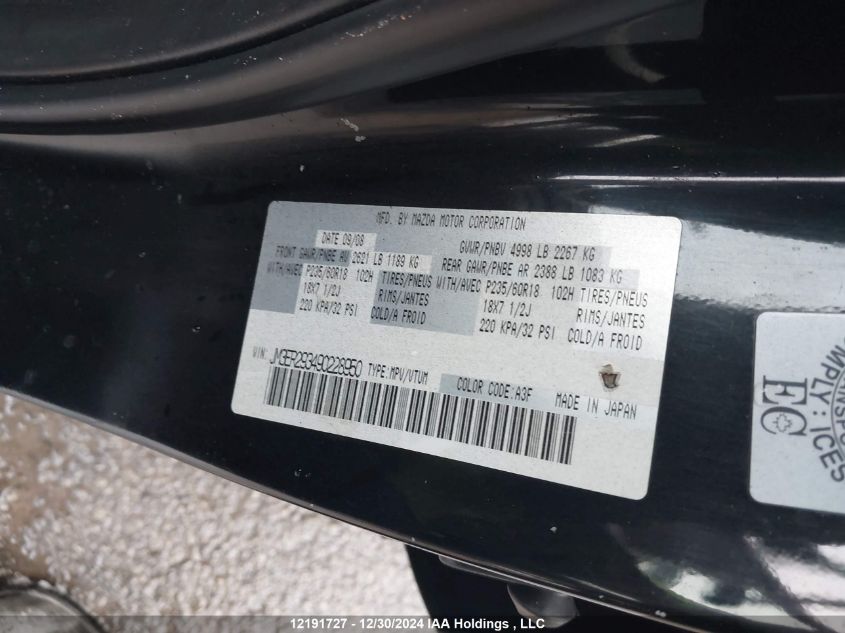 MFD. BY MAZDA MOTOR CORPORATION
DATE 09/08 GVWR/PNBV 4998 LB 2267 KG
FRONT GAWR/PNBE AV 2691 LB 1189 KG REAR GAWR/PNBE AR 2388 LB 1083 KG
WITH/AVEC P235/60R18 102H TIRES/PNEUS WITH/AVEC P235/60R18 102H TIRES/PNEUS
18X7 1/2J RIMS/JANTES 18X7 1/2J RIMS/JANTES
220 KPA/32 PSI COLD/A FROID 220 KPA/32 PSI COLD/A FROID
VIN: JM3ER293490228950 TYPE:MPV/VTUM COLOR CODE:A3F MADE IN JAPAN
EC
MPLY: ICES
12191727 - 12/30/2024 IAA Holdings , LLC